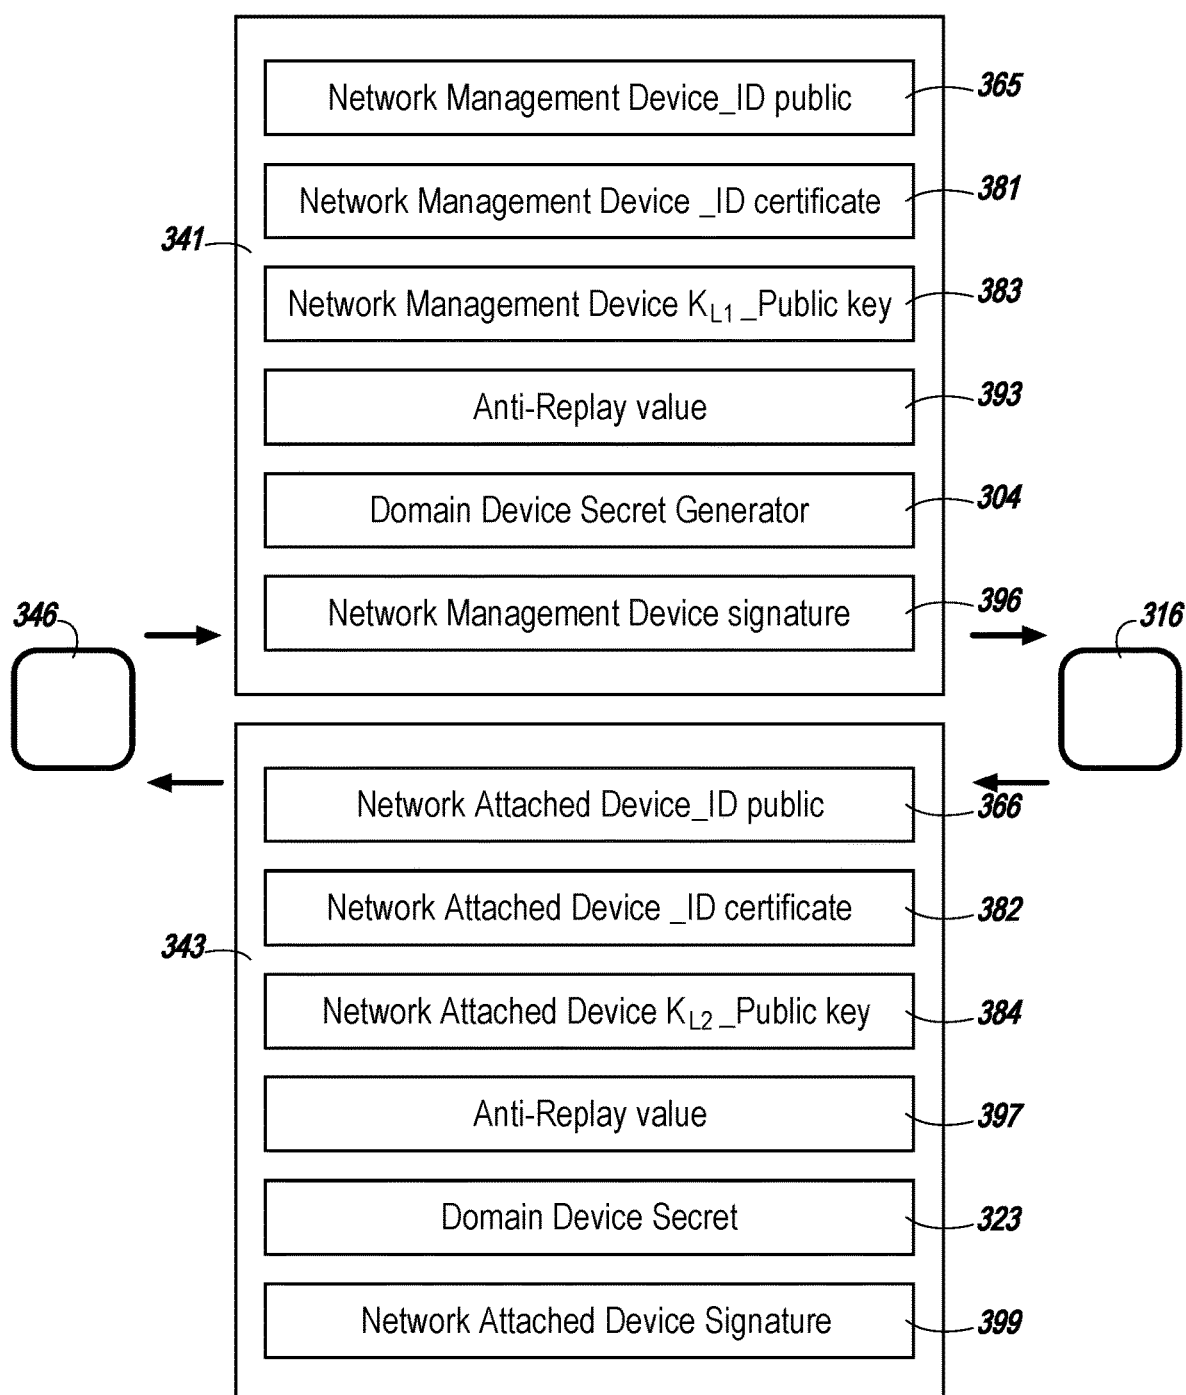 Network Management Device_ID public 365
Network Management Device _ID certificate 381
341
Network Management Device KL1 _Public key 383
Anti-Replay value 393
Domain Device Secret Generator 304
Network Management Device signature 396
346
316
Network Attached Device_ID public 366
Network Attached Device _ID certificate 382
343
Network Attached Device KL2 _Public key 384
Anti-Replay value 397
Domain Device Secret 323
Network Attached Device Signature 399